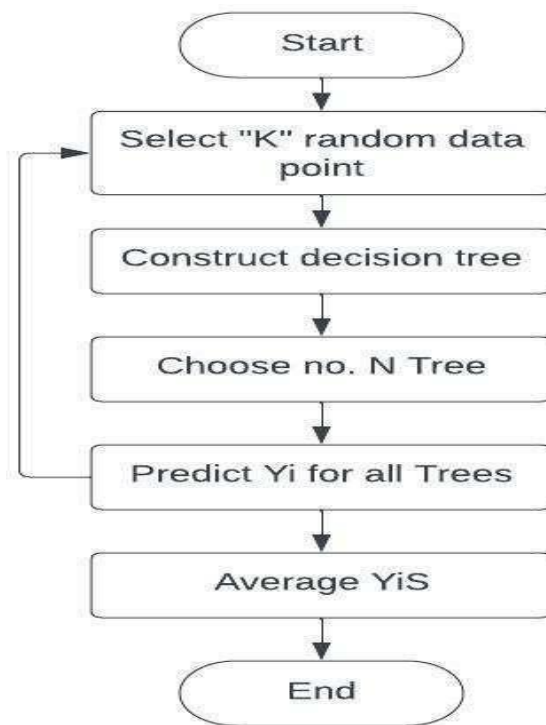 Start
Select "K" random data
point
Construct decision tree
Choose no. N Tree
Predict Yi for all Trees
Average YiS
End